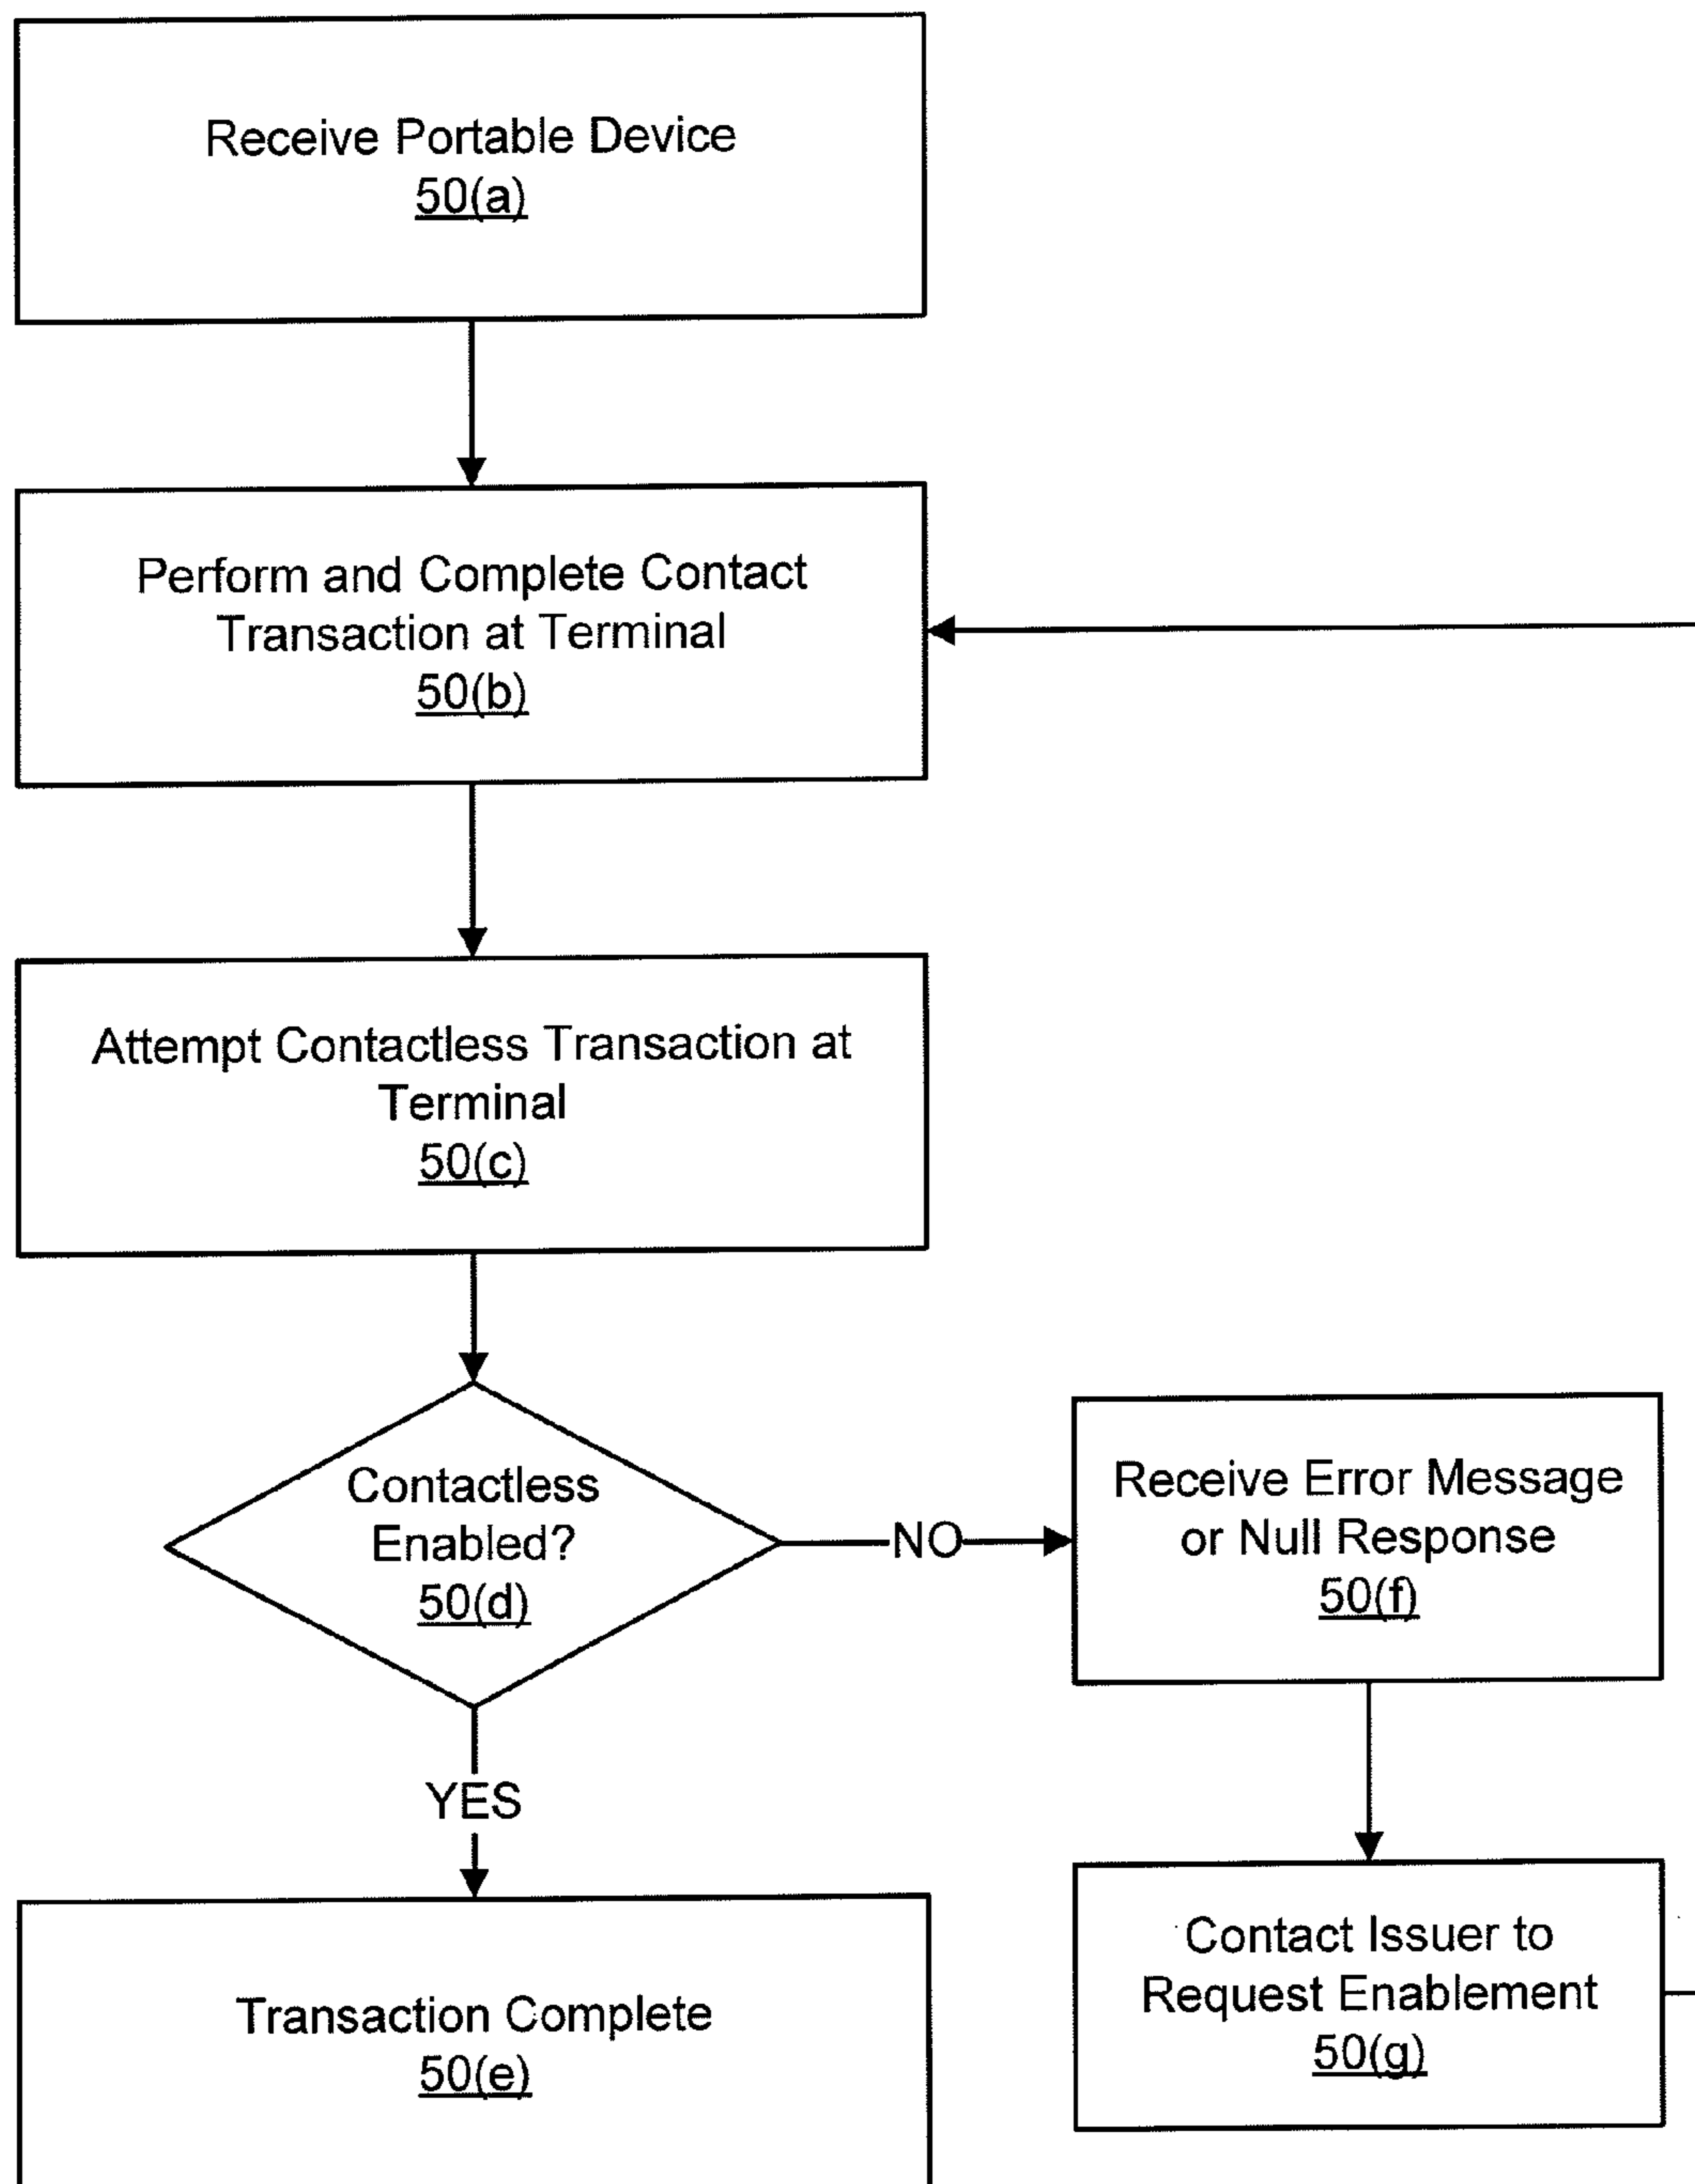 Receive Portable Device
50(a)
Perform and Complete Contact
Transaction at Terminal
50(b)
Attempt Contactless Transaction at
Terminal
50(c)
Contactless
Enabled?
50(d)
NO
Receive Error Message
or Null Response
50(f)
YES
Contact Issuer to
Request Enablement
50(g)
Transaction Complete
50(e)